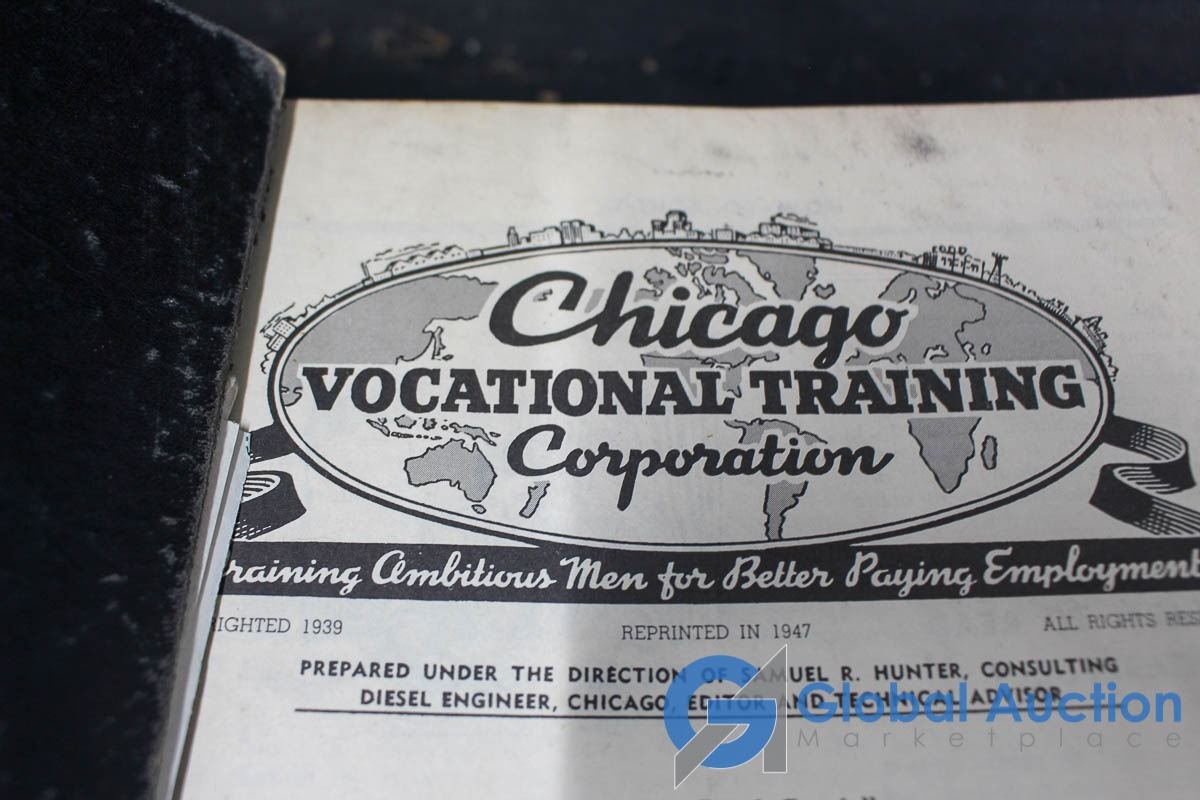 Chicago
VOCATIONAL TRAINING
Corporation
raining Ambitious Men for Better Paying Employment
IGHTED 1939 REPRINTED IN 1947 ALL RIGHTS RES
PREPARED UNDER THE DIRECTION OF SAMUEL R. HUNTER, CONSULTING
DIESEL ENGINEER, CHICAGO, EDITOR AND TECHNICAL ADVISOR
Global Auction
Marketplace